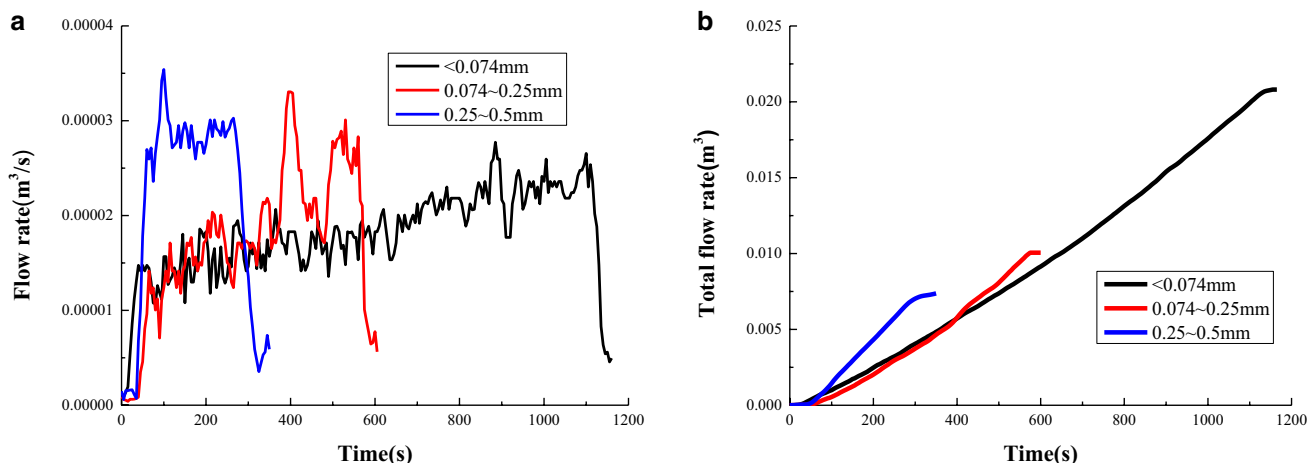 a
0.00004
0.00003
0.00002
0.00001
0.00000
Flow rate(m³/s)
<0.074mm
0.074~0.25mm
0.25~0.5mm
0 200 400 600 800 1000 1200
Time(s)
b
0.025
0.020
0.015
0.010
0.005
0.000
Total flow rate(m³)
<0.074mm
0.074~0.25mm
0.25~0.5mm
0 200 400 600 800 1000 1200
Time(s)